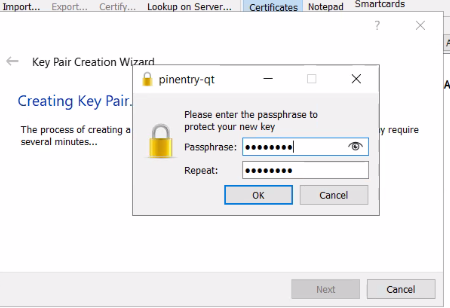 Import... Export... Certify... Lookup on Server... Certificates Notepad Smartcards
?
Key Pair Creation Wizard
pinentry-qt
Creating Key Pair.
Please enter the passphrase to
protect your new key
The process of creating a
require
several minutes...
Passphrase: ●●●●●●●●
Repeat: ●●●●●●●●
OK Cancel
Next Cancel